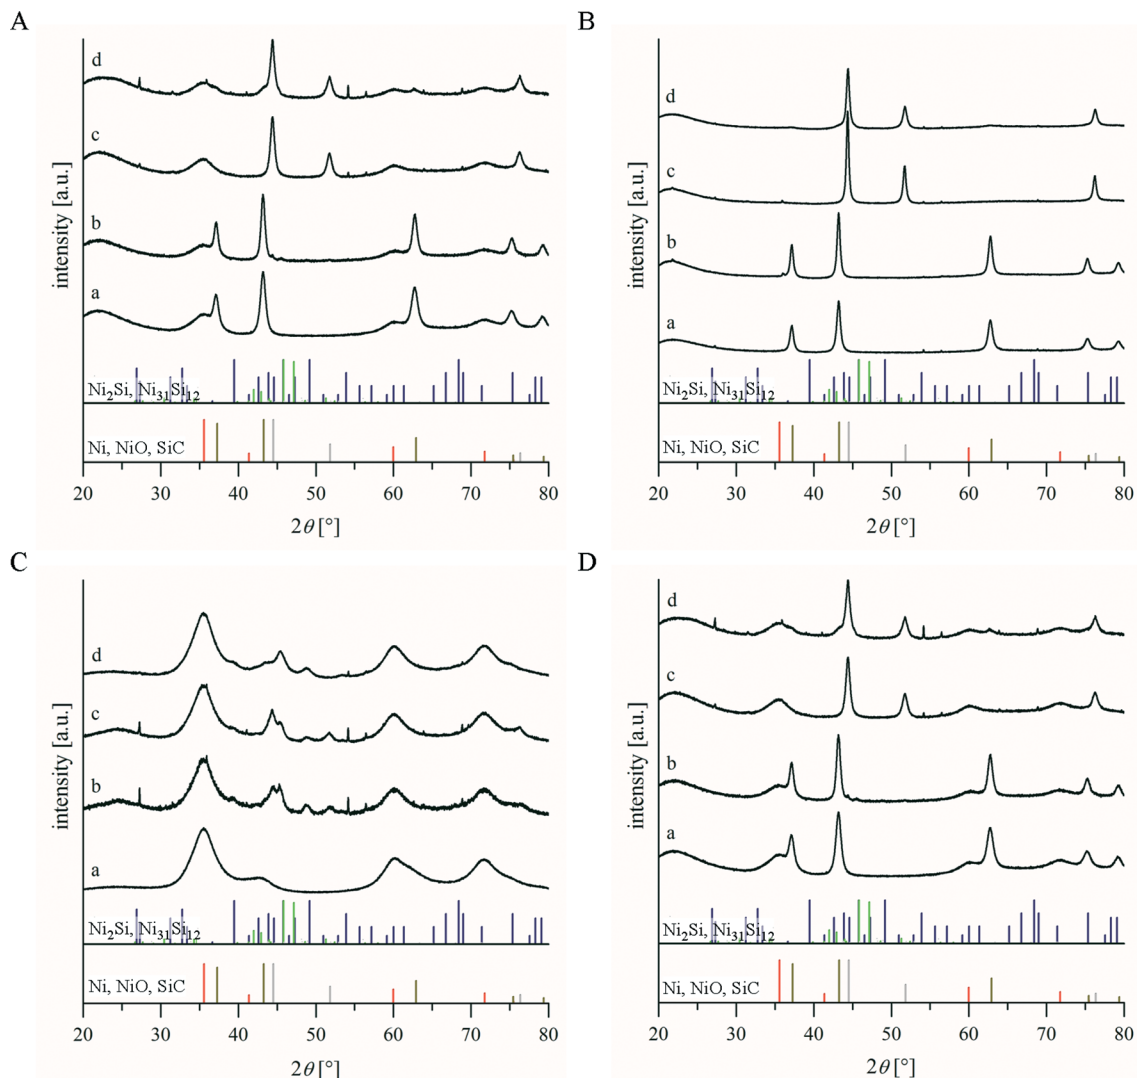 A
intensity [a.u.]
d
c
b
a
Ni2Si, Ni31Si12
Ni, NiO, SiC
20 30 40 50 60 70 80
2θ [°]
B
intensity [a.u.]
d
c
b
a
Ni2Si, Ni31Si12
Ni, NiO, SiC
20 30 40 50 60 70 80
2θ [°]
C
intensity [a.u.]
d
c
b
a
Ni2Si, Ni31Si12
Ni, NiO, SiC
20 30 40 50 60 70 80
2θ [°]
D
intensity [a.u.]
d
c
b
a
Ni2Si, Ni31Si12
Ni, NiO, SiC
20 30 40 50 60 70 80
2θ [°]